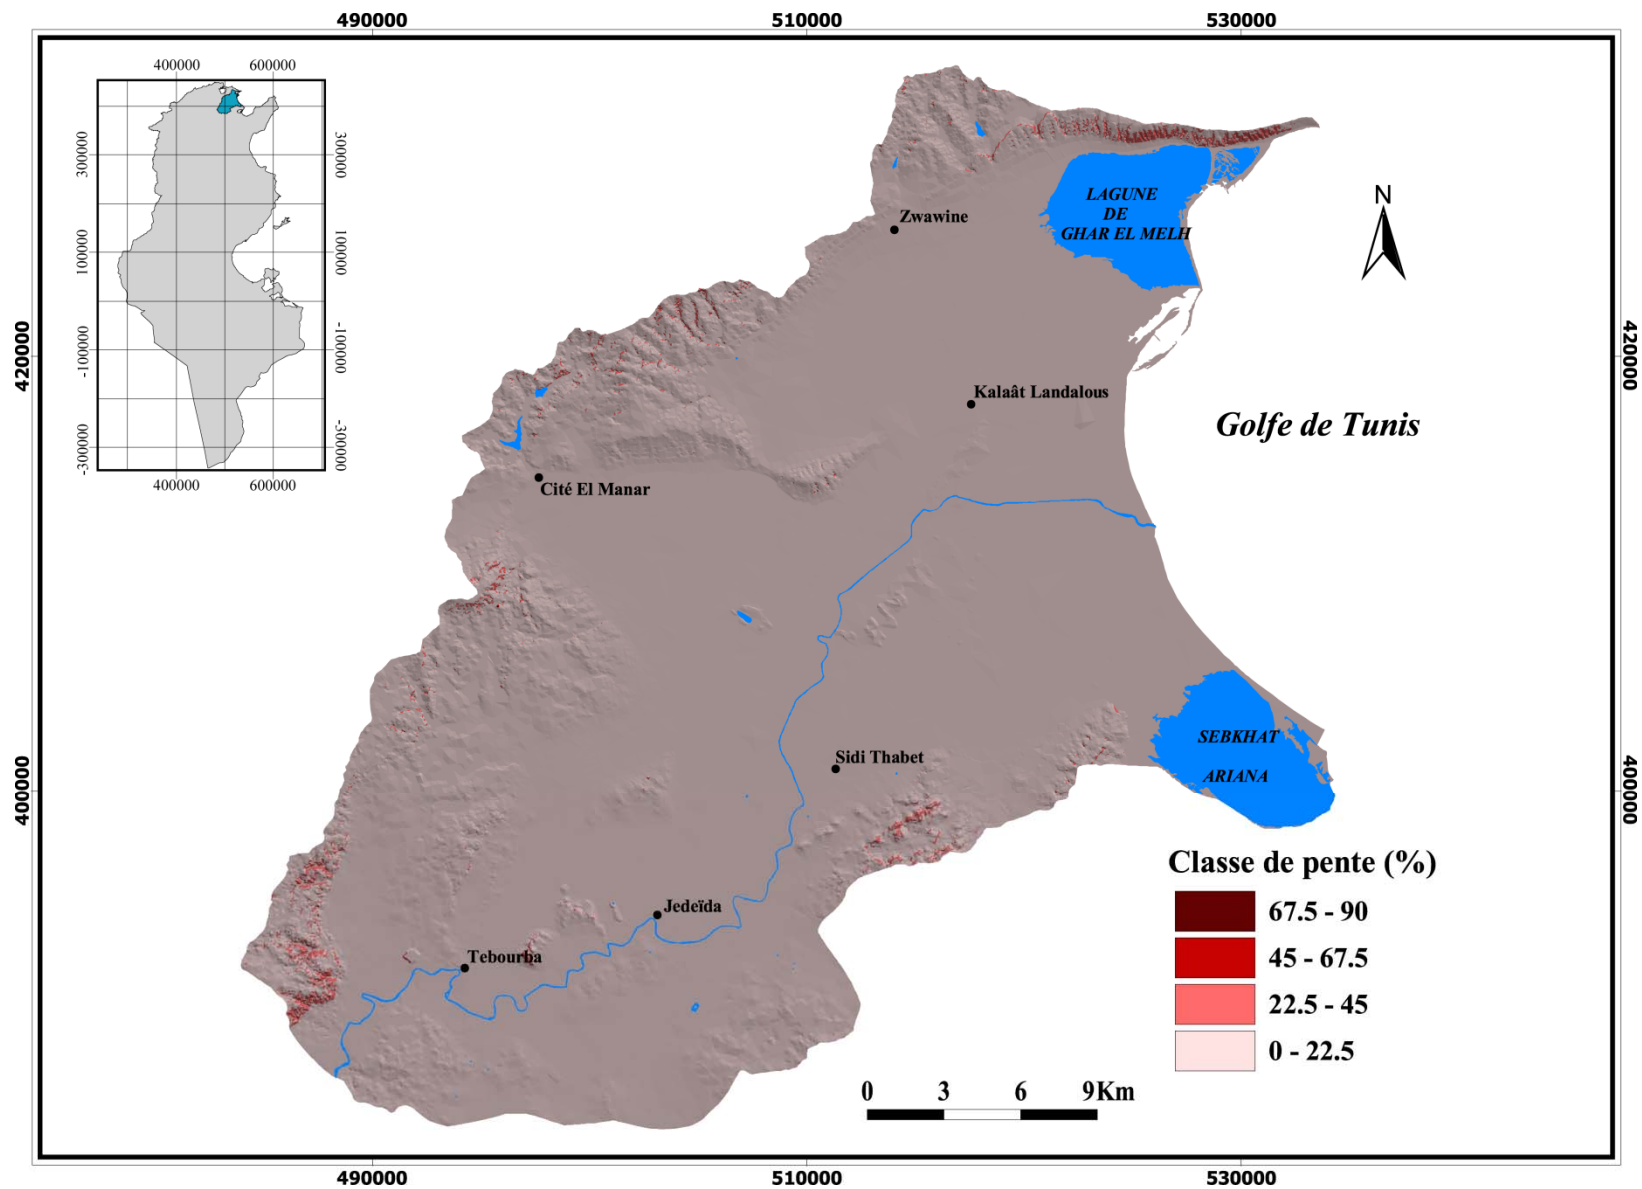 490000
510000
530000
400000
600000
300000
100000
-100000
-300000
300000
100000
-100000
-300000
400000
600000
420000
400000
420000
400000
N
LAGUNE
DE
GHAR EL MELH
Zwawine
Kalaât Landalous
Golfe de Tunis
Cité El Manar
SEBKHAT
ARIANA
Sidi Thabet
Jedeïda
Tebourba
Classe de pente (%)
67.5 - 90
45 - 67.5
22.5 - 45
0 - 22.5
0 3 6 9Km
490000
510000
530000